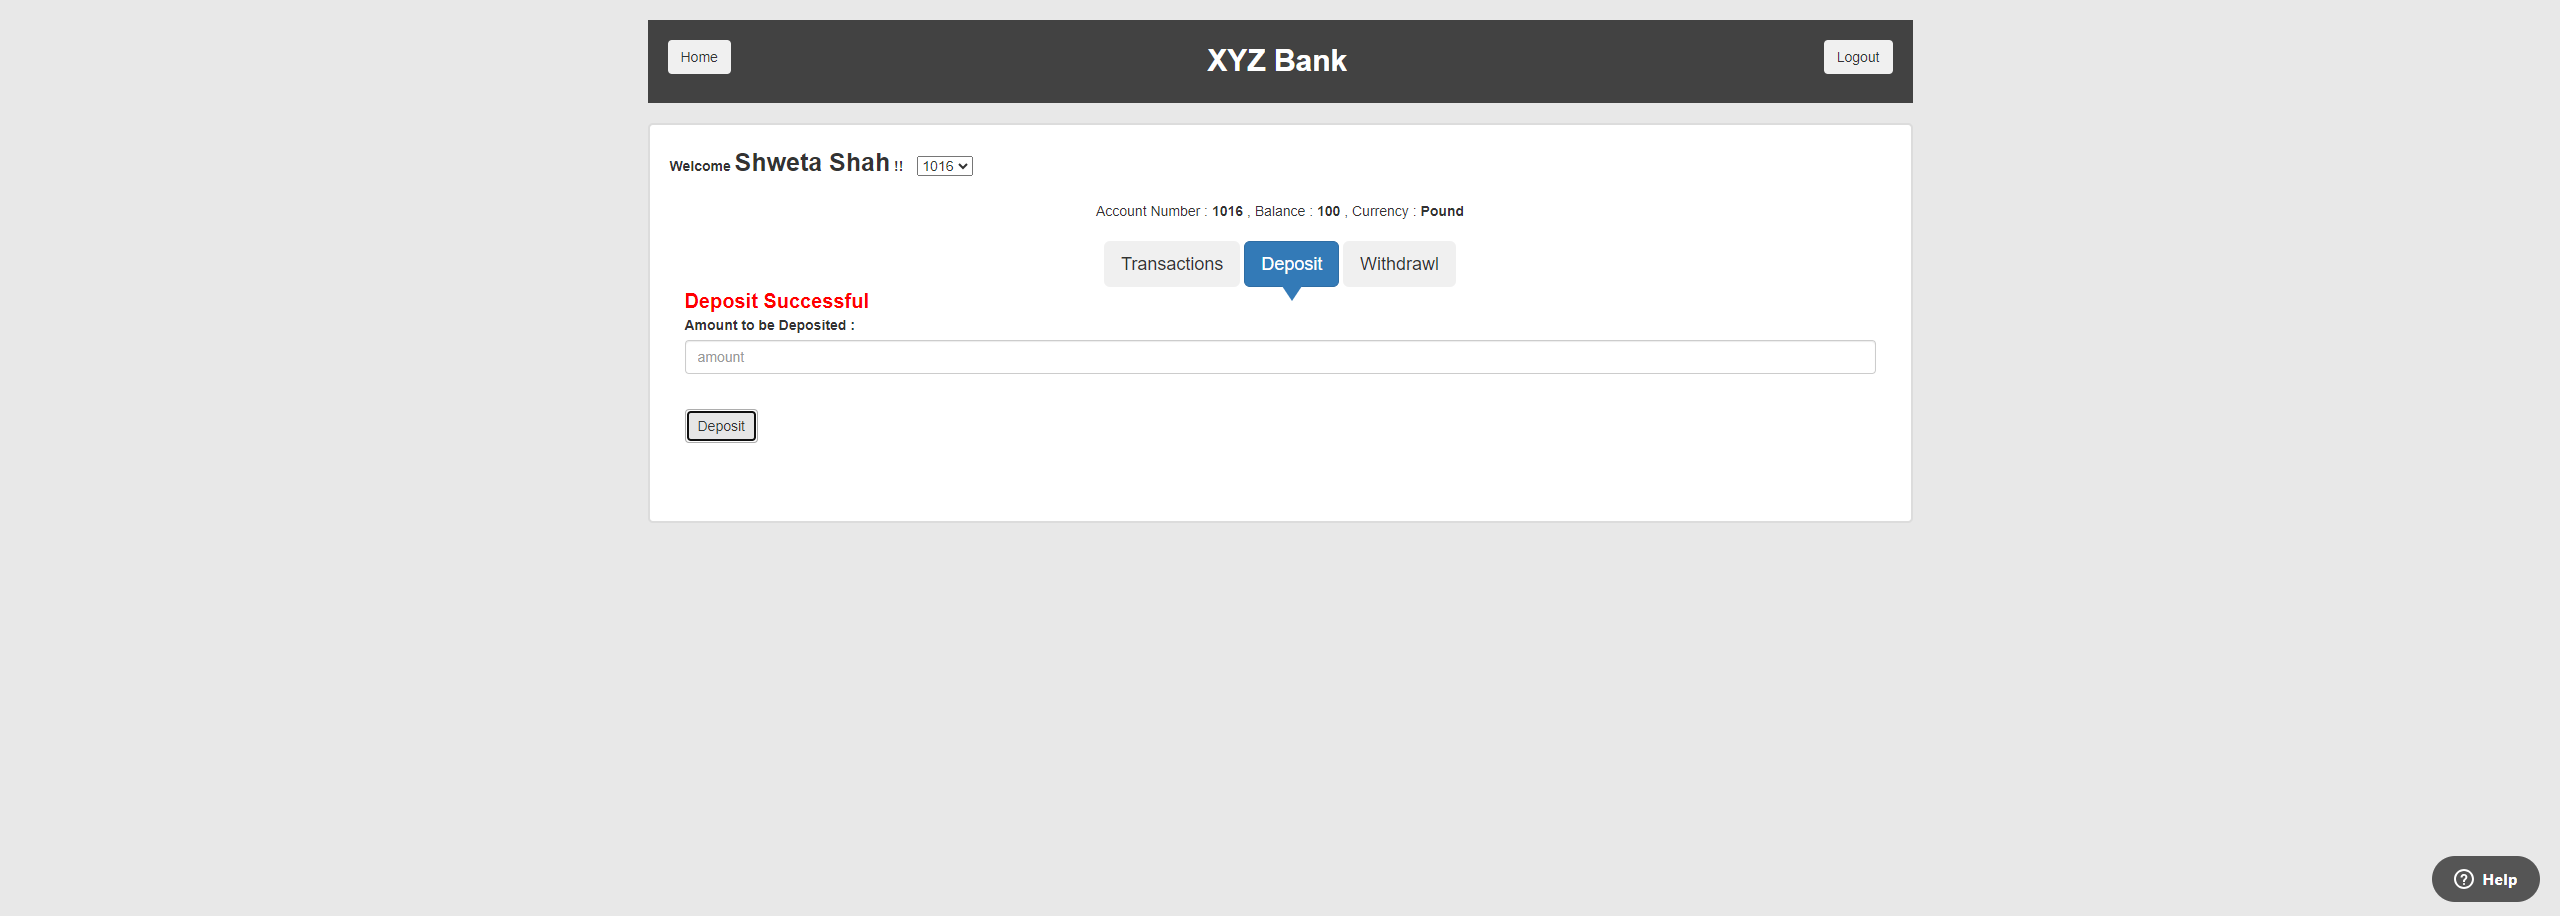 Home
XYZ Bank
Logout
Welcome Shweta Shah !! 1016
Account Number : 1016 , Balance : 100 , Currency : Pound
Transactions Deposit Withdrawl
Deposit Successful
Amount to be Deposited :
amount
Deposit
Help